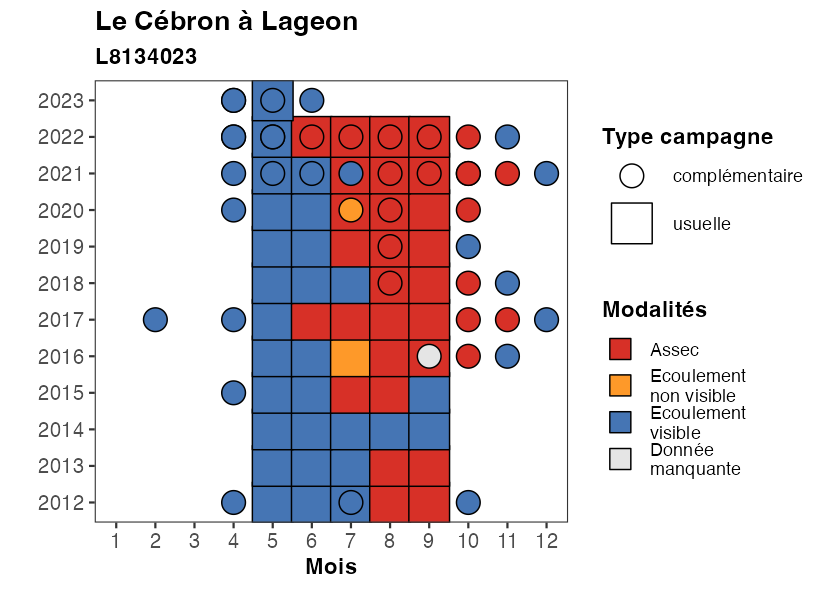 Le Cébron à Lageon
L8134023
2023
2022
2021
2020
2019
2018
2017
2016
2015
2014
2013
2012
1 2 3 4 5 6 7 8 9 10 11 12
Mois
Type campagne
complémentaire
usuelle
Modalités
Assec
Ecoulement
non visible
Ecoulement
visible
Donnée
manquante